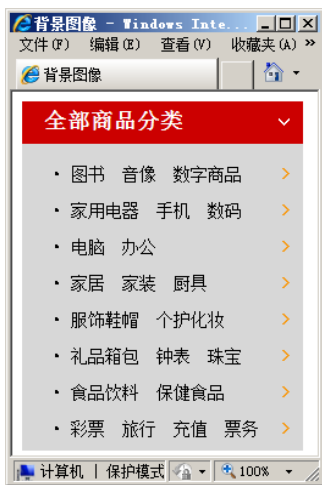 背景图像 - Windows Inte...
文件(F) 编辑(E) 查看(V) 收藏夹(A) »
背景图像
全部商品分类
· 图书 音像 数字商品
· 家用电器 手机 数码
· 电脑 办公
· 家居 家装 厨具
· 服饰鞋帽 个护化妆
· 礼品箱包 钟表 珠宝
· 食品饮料 保健食品
· 彩票 旅行 充值 票务
计算机 | 保护模式 100%